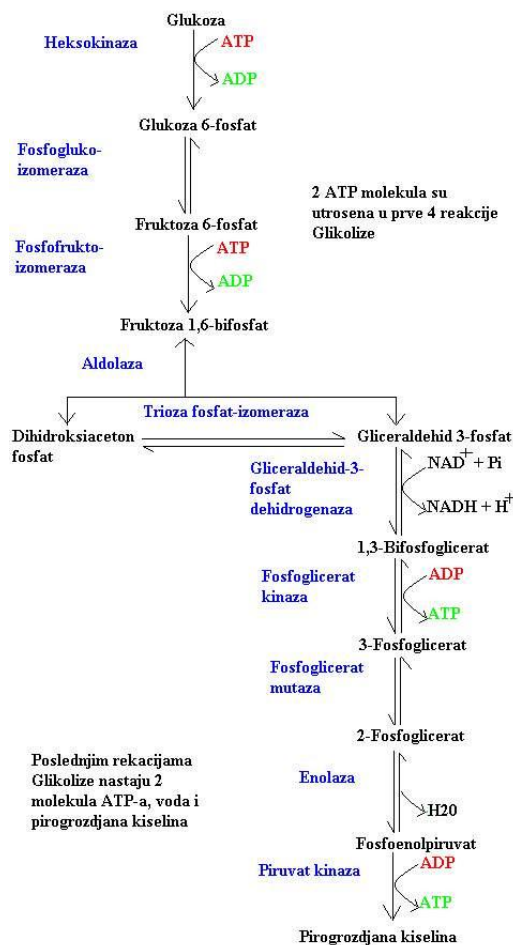 Glukoza
Heksokinaza
ATP
ADP
Glukoza 6-fosfat
Fosfogluko-
izomeraza
2 ATP molekula su
utrosena u prve 4 reakcije
Glikolize
Fruktoza 6-fosfat
Fosfofrukto-
izomeraza
ATP
ADP
Fruktoza 1,6-bifosfat
Aldolaza
Trioza fosfat-izomeraza
Dihidroksiaceton
fosfat
Gliceraldehid 3-fosfat
Gliceraldehid-3-
fosfat
dehidrogenaza
NAD+ + Pi
NADH + H+
1,3-Bifosfoglicerat
Fosfoglicerat
kinaza
ADP
ATP
3-Fosfoglicerat
Fosfoglicerat
mutaza
2-Fosfoglicerat
Poslednjim rekacijama
Glikolize nastaju 2
molekula ATP-a, voda i
pirogrozdjana kiselina
Enolaza
H20
Fosfoenolpiruvat
Piruvat kinaza
ADP
ATP
Pirogrozdjana kiselina